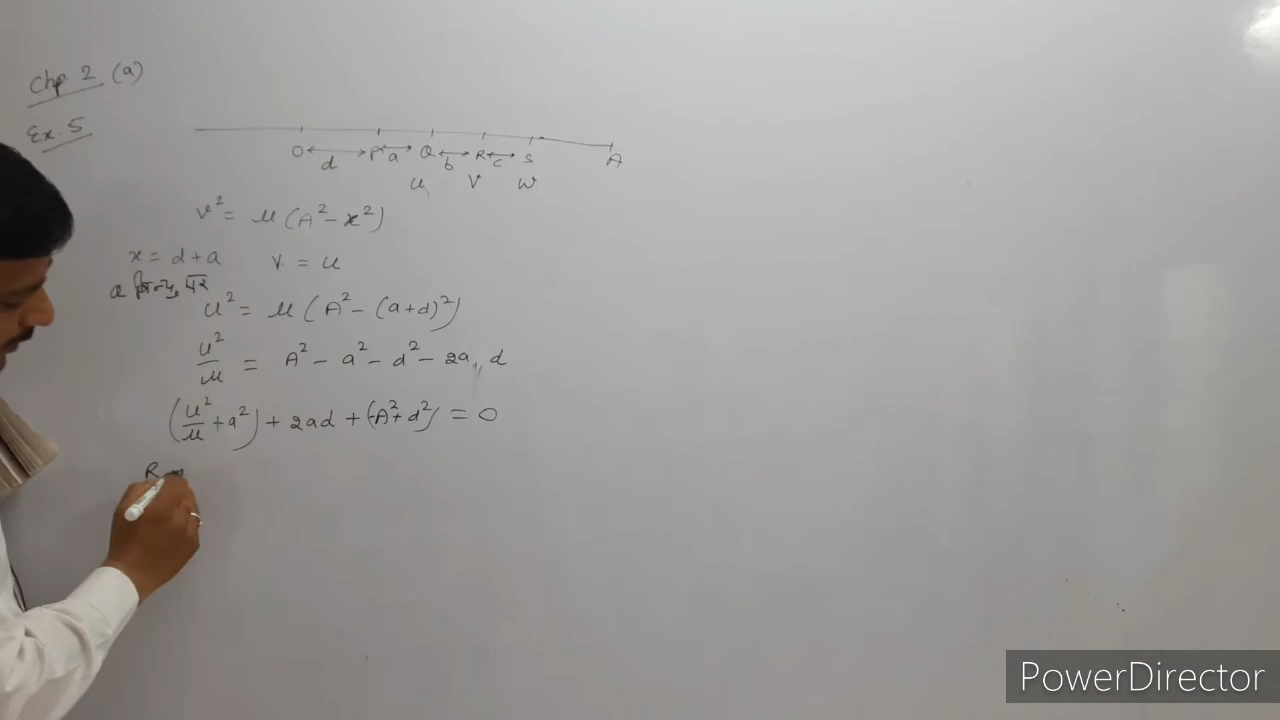 Chp 2 (a)
Ex. 5
O d P a Q b R c S A
u V W
v² = μ (A² - x²)
x = d + a v = u
Q बिन्दु पर
u² = μ (A² - (a+d)²)
u²/μ = A² - a² - d² - 2a d
(u²/μ + a²) + 2ad + (-A² + d²) = 0
R
PowerDirector